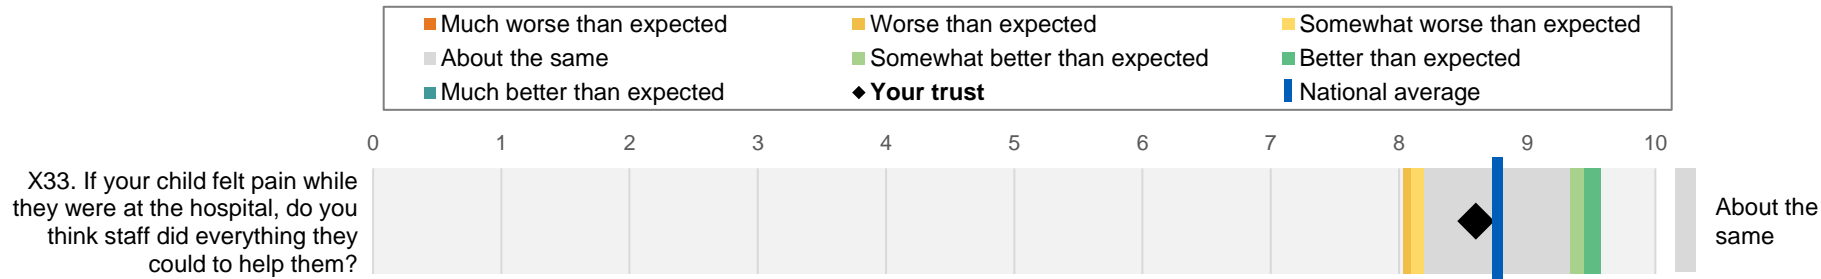 Much worse than expected
Worse than expected
Somewhat worse than expected
About the same
Somewhat better than expected
Better than expected
Much better than expected
Your trust
National average
0 1 2 3 4 5 6 7 8 9 10
X33. If your child felt pain while
they were at the hospital, do you
think staff did everything they
could to help them?
About the
same